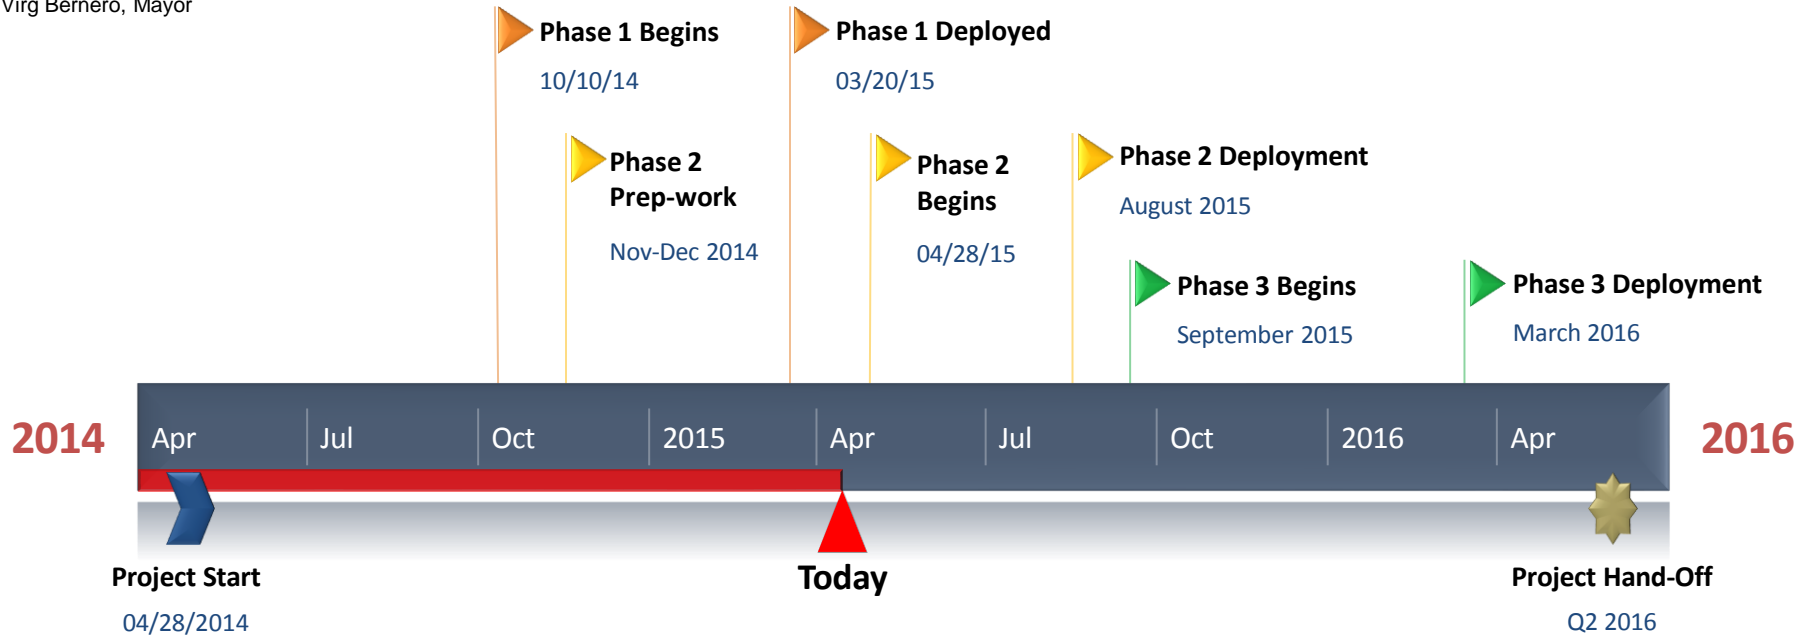 Virg Bernero, Mayor
Phase 1 Begins
10/10/14
Phase 1 Deployed
03/20/15
Phase 2
Prep-work
Nov-Dec 2014
Phase 2
Begins
04/28/15
Phase 2 Deployment
August 2015
Phase 3 Begins
September 2015
Phase 3 Deployment
March 2016
2014
Apr
Jul
Oct
2015
Apr
Jul
Oct
2016
Apr
2016
Project Start
04/28/2014
Today
Project Hand-Off
Q2 2016